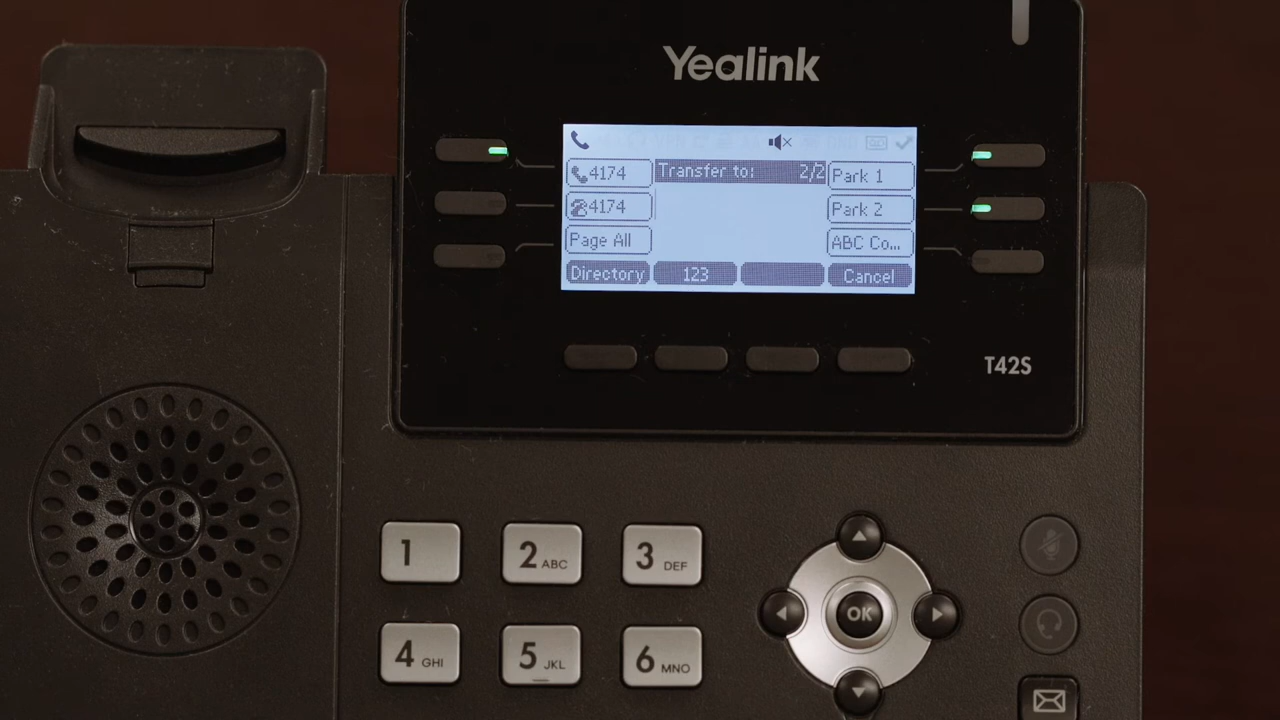 Yealink
4174
Transfer to: 2/2
Park 1
4174
Park 2
Page All
ABC Co...
Directory
123
Cancel
T42S
1
2 ABC
3 DEF
OK
4 GHI
5 JKL
6 MNO